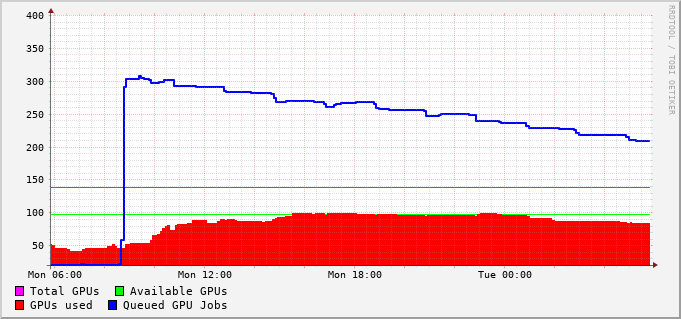 400
350
300
250
200
150
100
50
Mon 06:00 Mon 12:00 Mon 18:00 Tue 00:00
Total GPUs Available GPUs
GPUs used Queued GPU Jobs
RRDTOOL / TOBI OETIKER